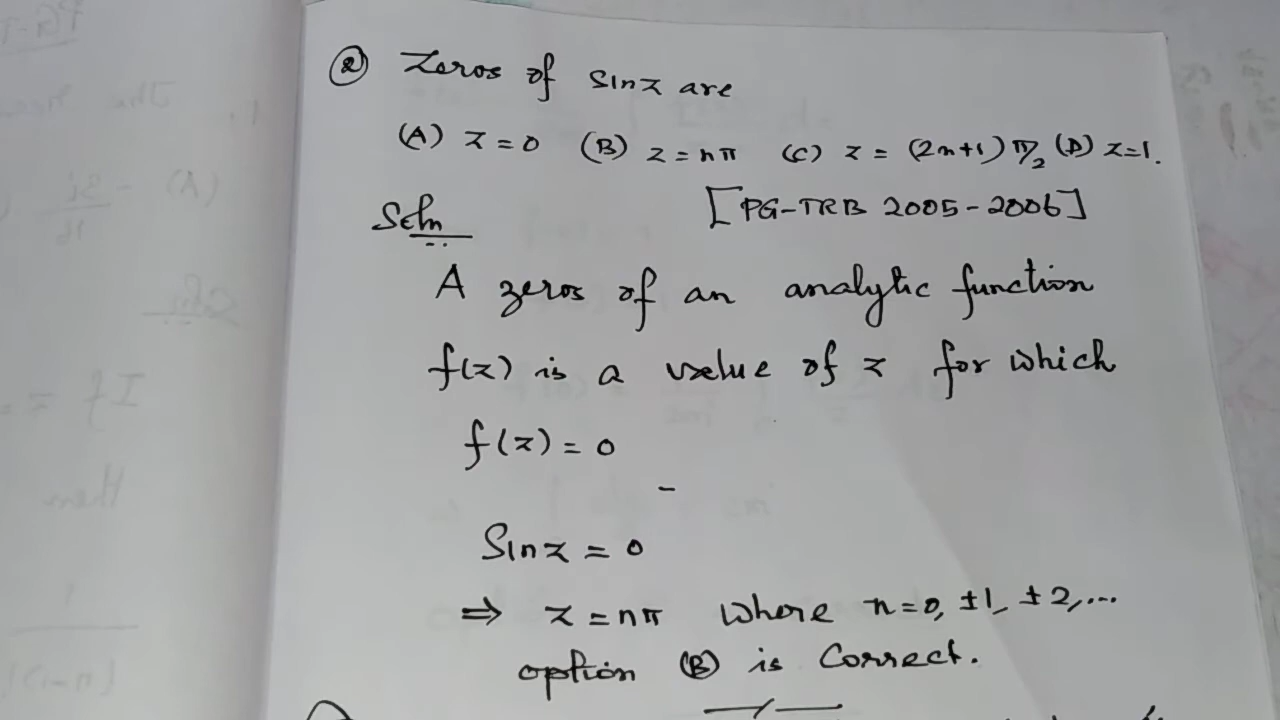 ② Zeros of sinz are
(A) z=0 (B) z=nπ (C) z = (2n+1)π/2 (D) z=1.
[PG-TRB 2005-2006]
Soln
A zeros of an analytic function
f(z) is a value of z for which
f(z)=0
Sinz = 0
⇒ z=nπ where n=0, ±1, ±2,...
option (B) is correct.